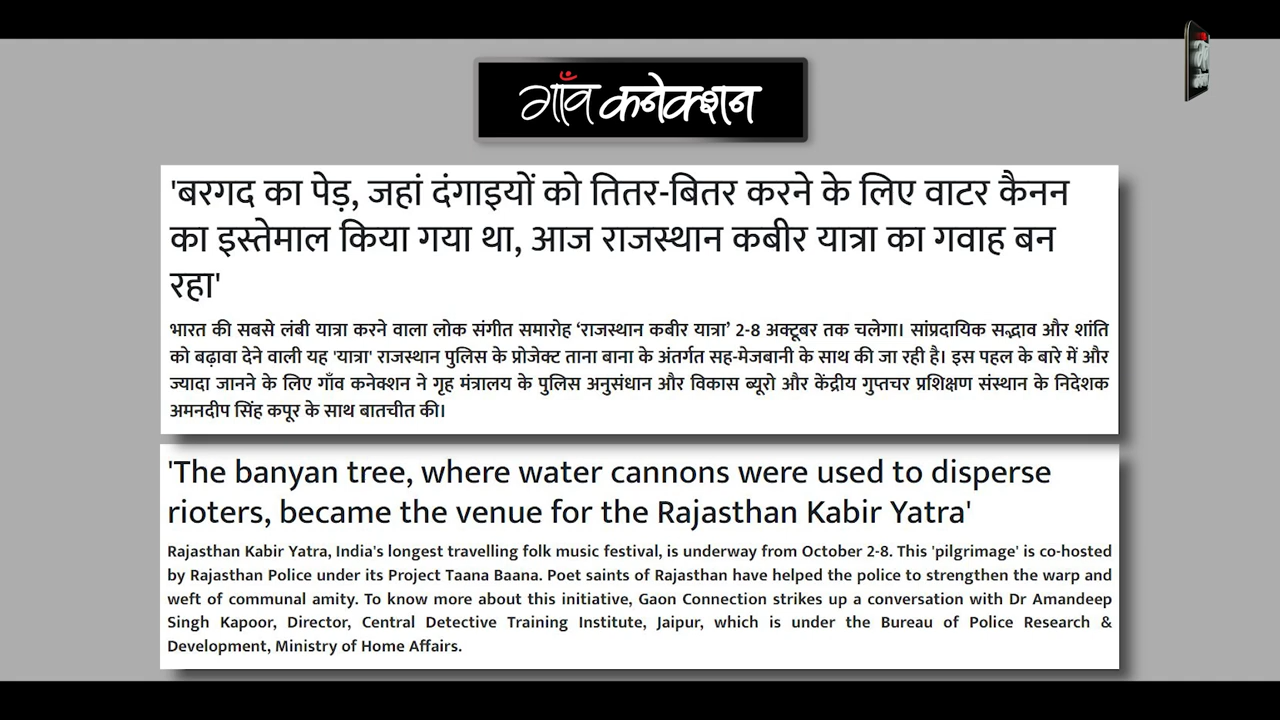 गाँव कनेक्शन
'बरगद का पेड़, जहां दंगाइयों को तितर-बितर करने के लिए वाटर कैनन
का इस्तेमाल किया गया था, आज राजस्थान कबीर यात्रा का गवाह बन
रहा'
भारत की सबसे लंबी यात्रा करने वाला लोक संगीत समारोह ‘राजस्थान कबीर यात्रा’ 2-8 अक्टूबर तक चलेगा। सांप्रदायिक सद्भाव और शांति
को बढ़ावा देने वाली यह 'यात्रा' राजस्थान पुलिस के प्रोजेक्ट ताना बाना के अंतर्गत सह-मेजबानी के साथ की जा रही है। इस पहल के बारे में और
ज्यादा जानने के लिए गाँव कनेक्शन ने गृह मंत्रालय के पुलिस अनुसंधान और विकास ब्यूरो और केंद्रीय गुप्तचर प्रशिक्षण संस्थान के निदेशक
अमनदीप सिंह कपूर के साथ बातचीत की।
'The banyan tree, where water cannons were used to disperse
rioters, became the venue for the Rajasthan Kabir Yatra'
Rajasthan Kabir Yatra, India's longest travelling folk music festival, is underway from October 2-8. This 'pilgrimage' is co-hosted
by Rajasthan Police under its Project Taana Baana. Poet saints of Rajasthan have helped the police to strengthen the warp and
weft of communal amity. To know more about this initiative, Gaon Connection strikes up a conversation with Dr Amandeep
Singh Kapoor, Director, Central Detective Training Institute, Jaipur, which is under the Bureau of Police Research &
Development, Ministry of Home Affairs.